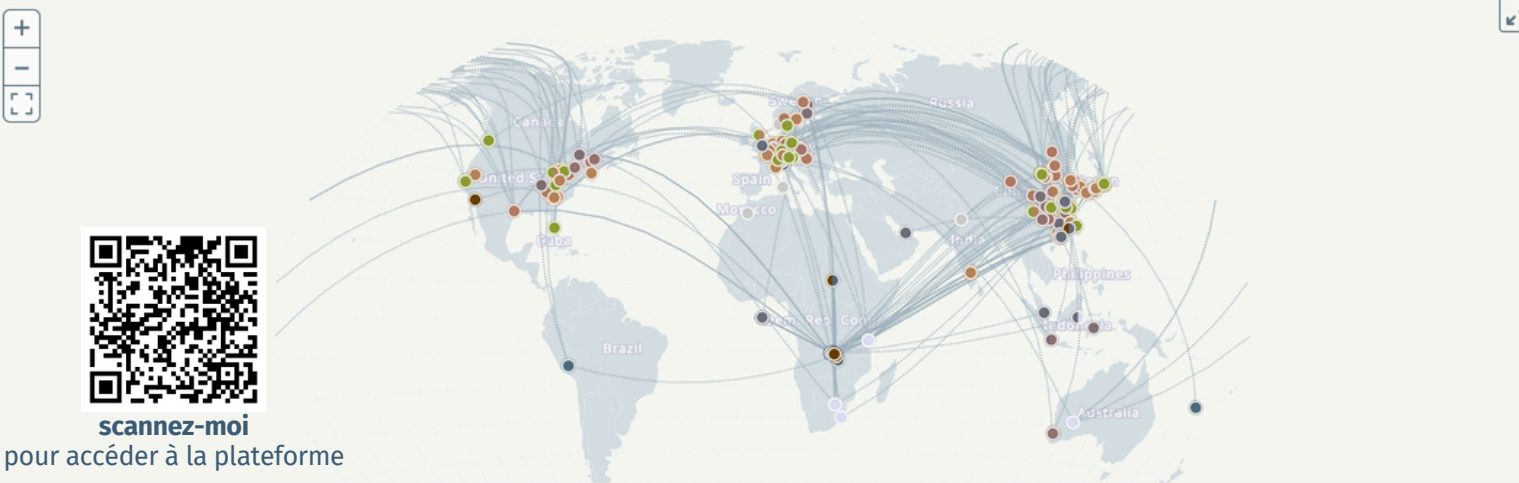 +
−
Sweden
Russia
Canada
United S
Spain
Morocco
Cuba
India
Philippines
Dem. Rep. Congo
Indonesia
Brazil
Australia
scannez-moi
pour accéder à la plateforme